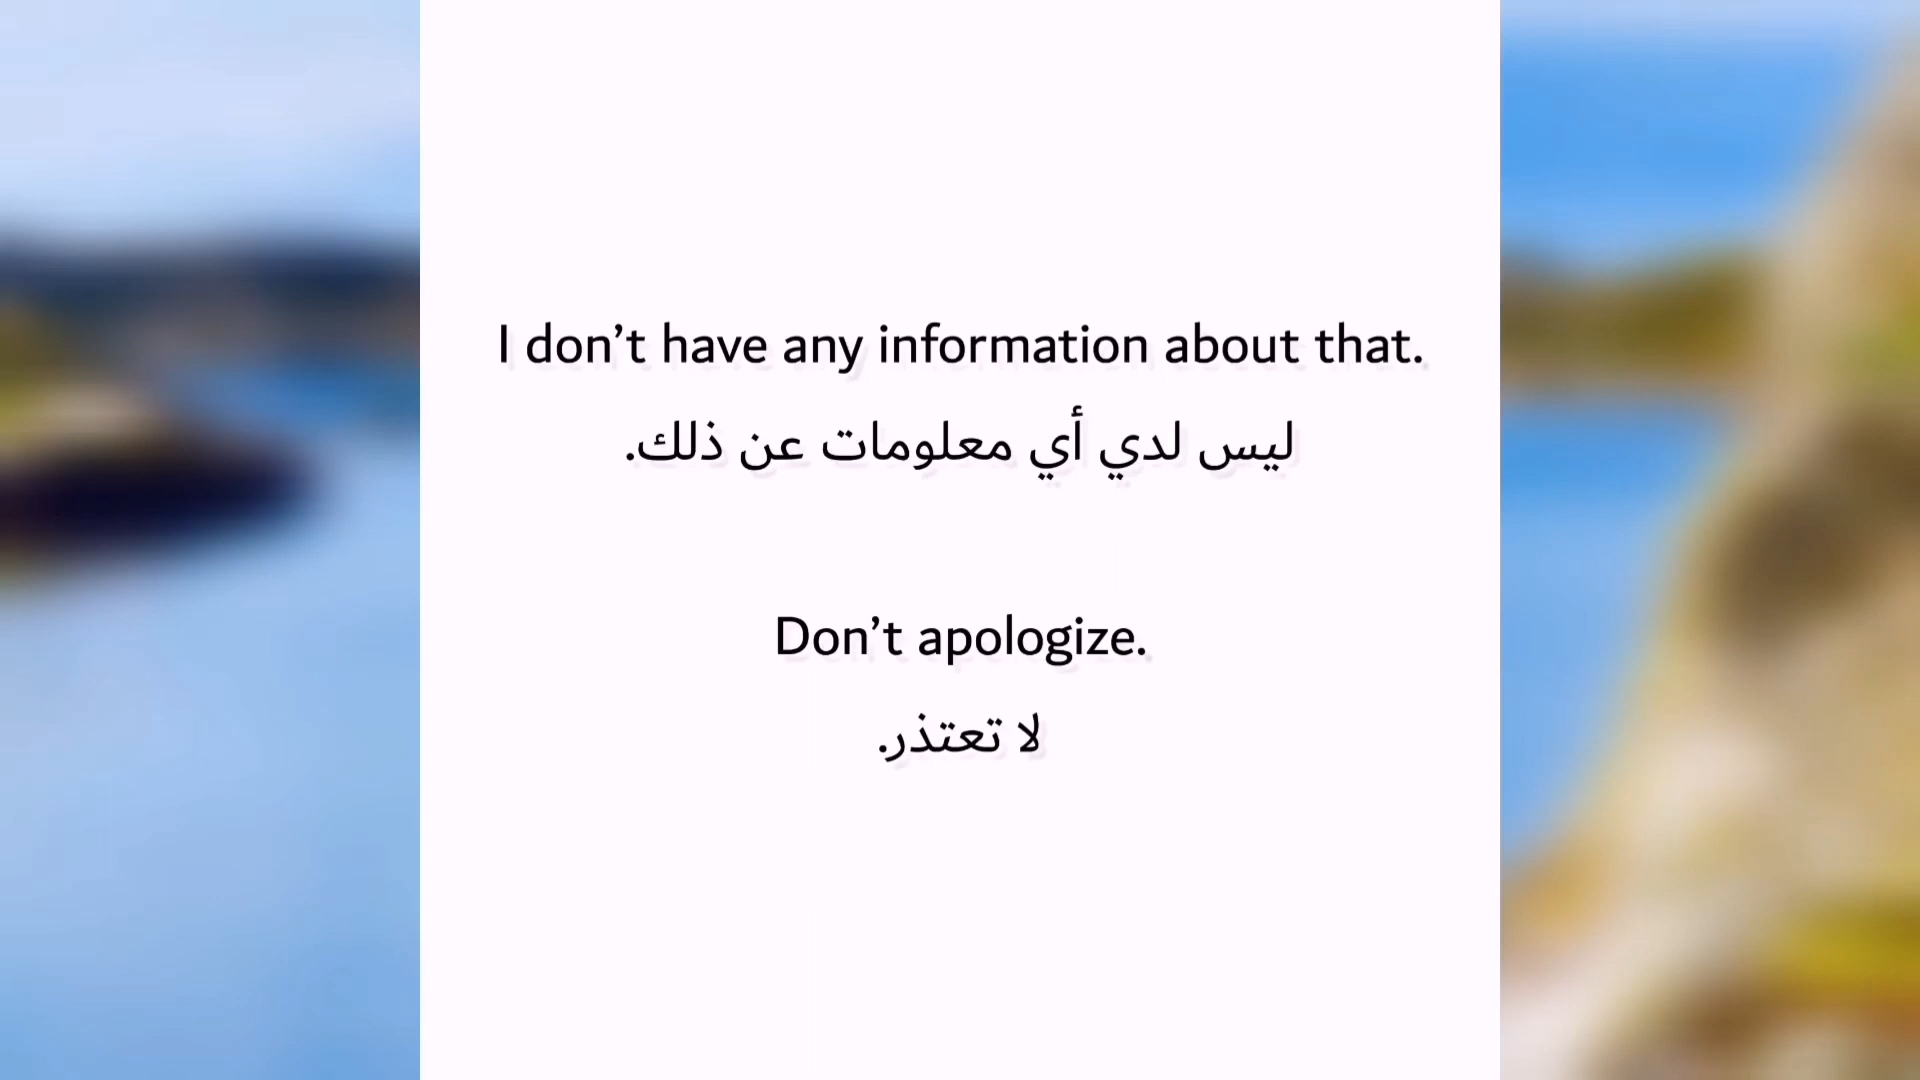 I don’t have any information about that.
ليس لدي أي معلومات عن ذلك.
Don’t apologize.
لا تعتذر.